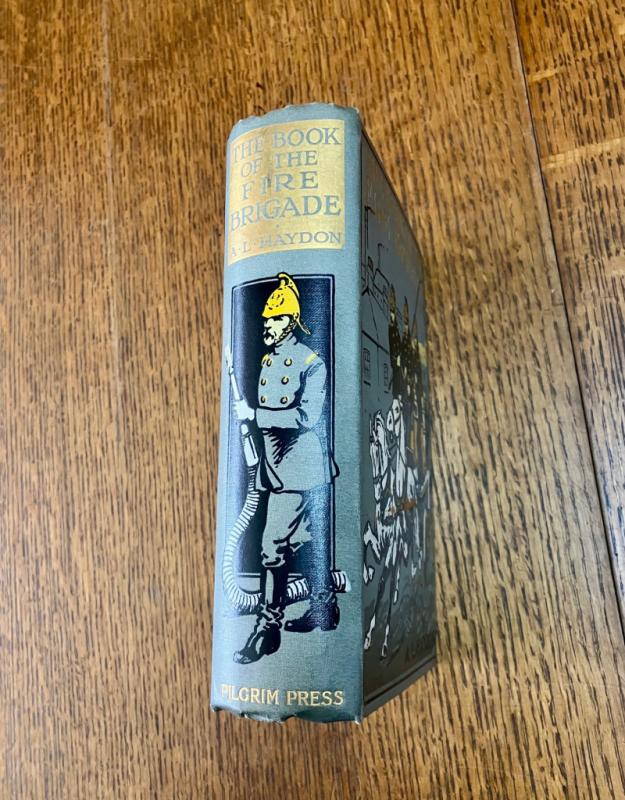 THE BOOK
OF THE
FIRE
BRIGADE
A·L·HAYDON
PILGRIM PRESS